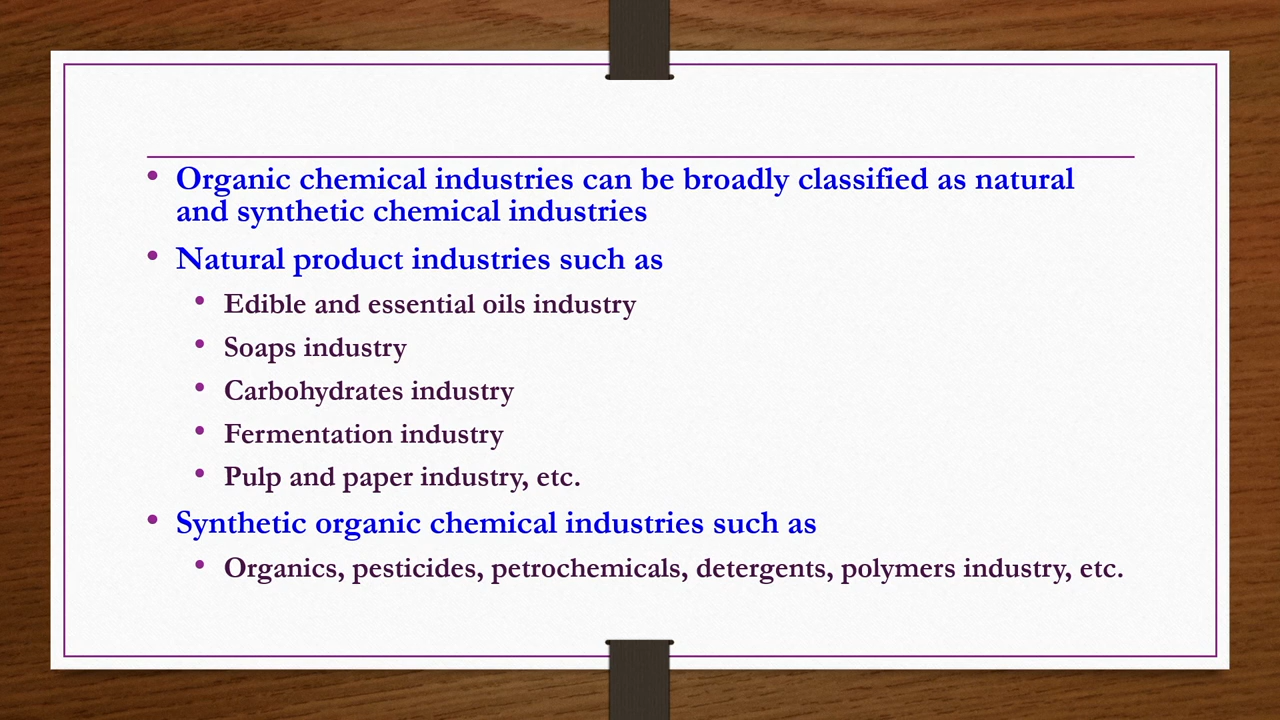 • Organic chemical industries can be broadly classified as natural
and synthetic chemical industries
• Natural product industries such as
• Edible and essential oils industry
• Soaps industry
• Carbohydrates industry
• Fermentation industry
• Pulp and paper industry, etc.
• Synthetic organic chemical industries such as
• Organics, pesticides, petrochemicals, detergents, polymers industry, etc.